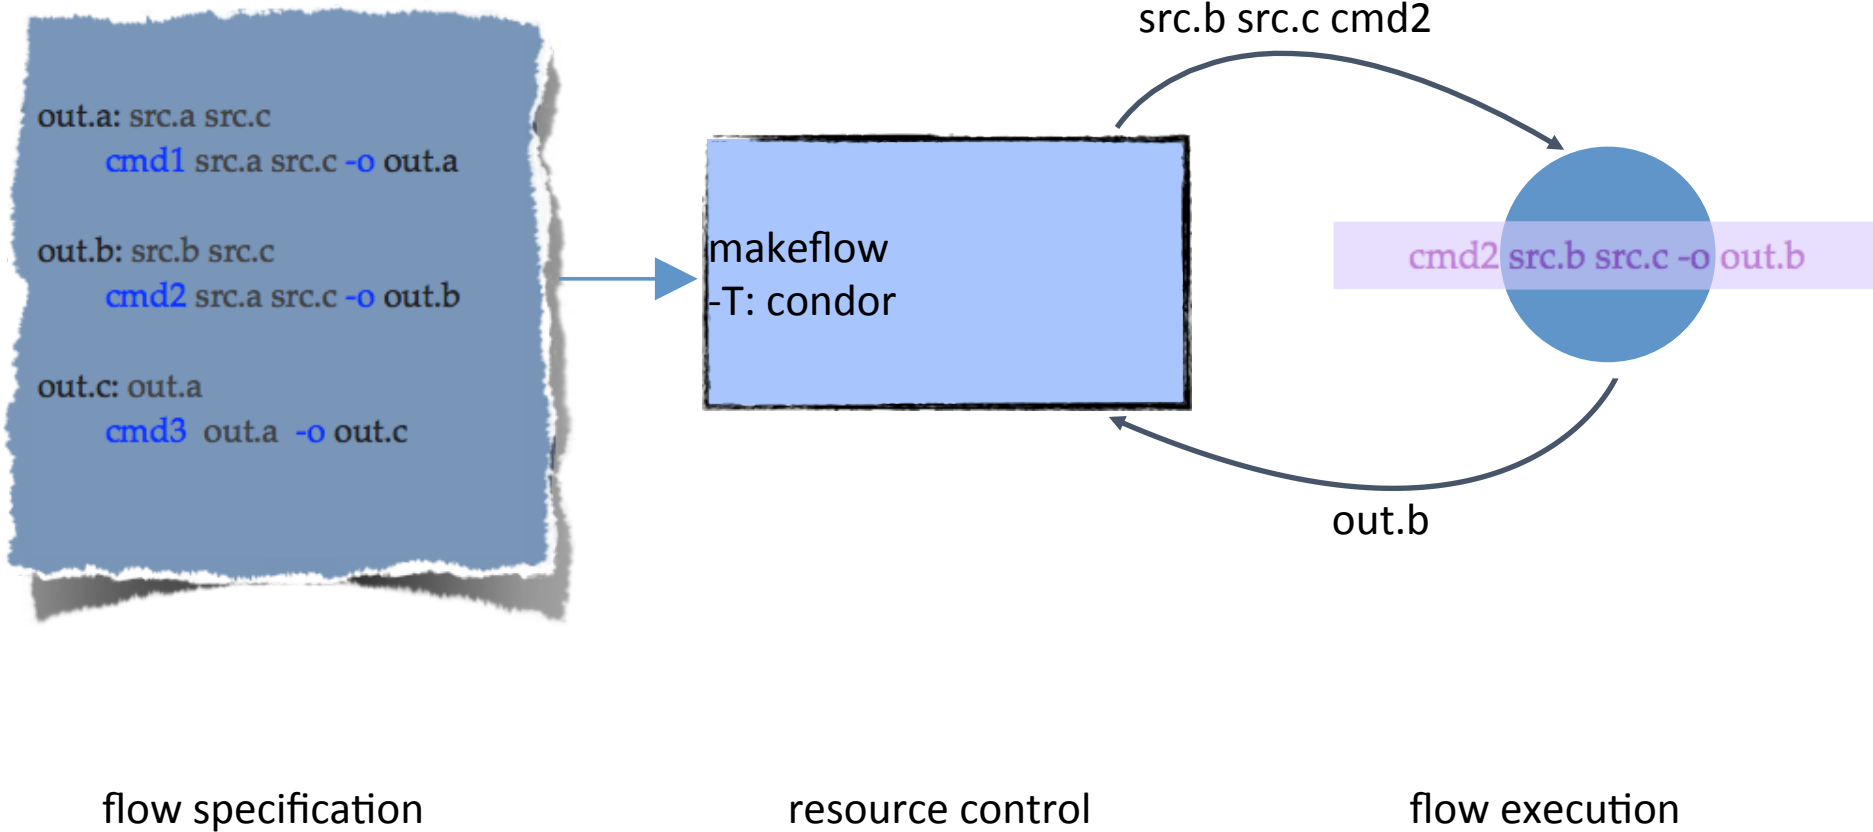 out.a: src.a src.c
cmd1 src.a src.c -o out.a
out.b: src.b src.c
cmd2 src.a src.c -o out.b
out.c: out.a
cmd3 out.a -o out.c
makeflow
-T: condor
src.b src.c cmd2
cmd2 src.b src.c -o out.b
out.b
flow specification
resource control
flow execution